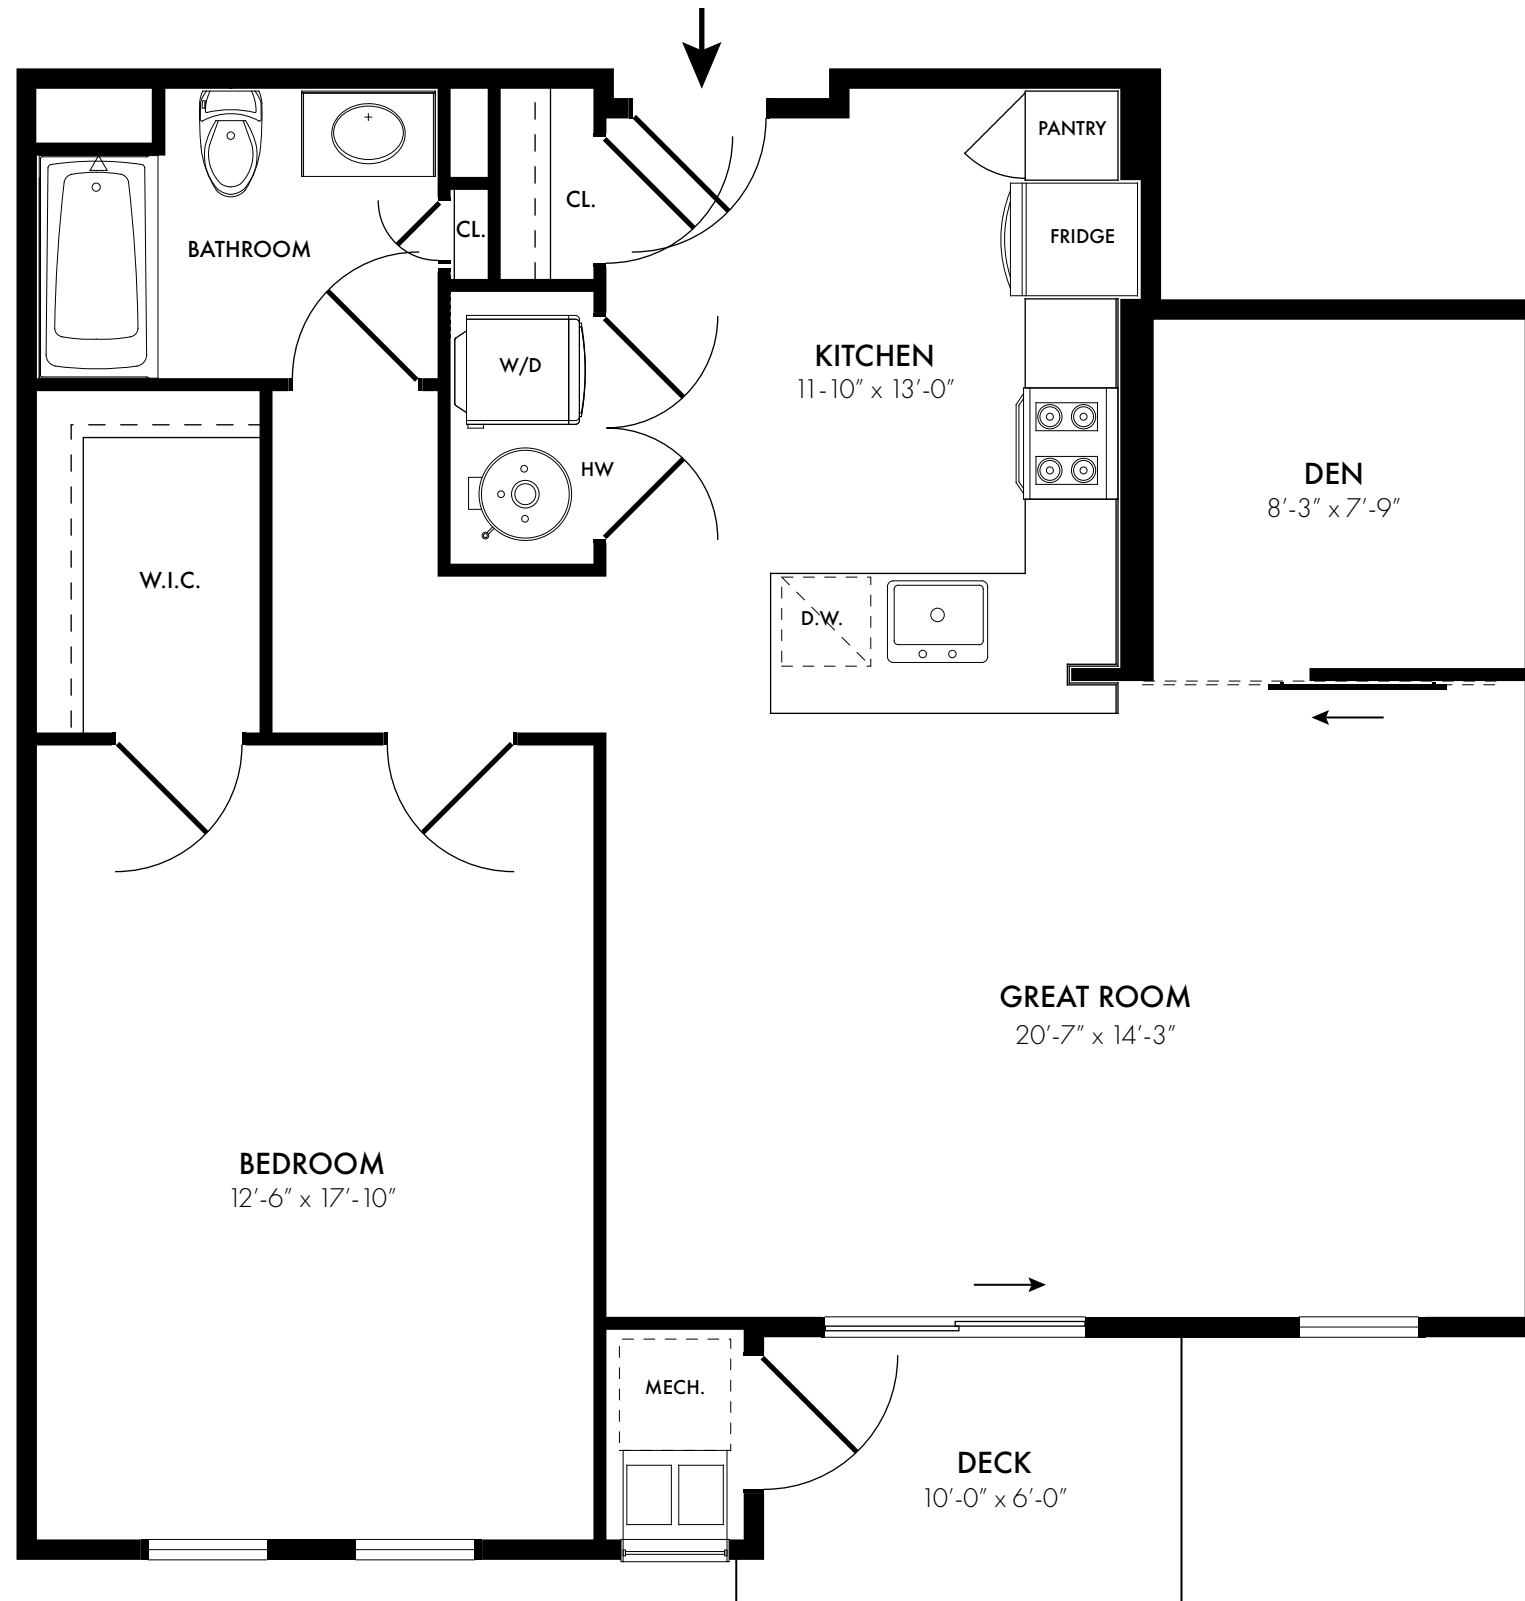 PANTRY
CL.
CL.
FRIDGE
BATHROOM
KITCHEN
11-10” x 13’-0”
W/D
HW
DEN
8’-3” x 7’-9”
W.I.C.
D.W.
GREAT ROOM
20’-7” x 14’-3”
BEDROOM
12’-6” x 17’-10”
MECH.
DECK
10’-0” x 6’-0”